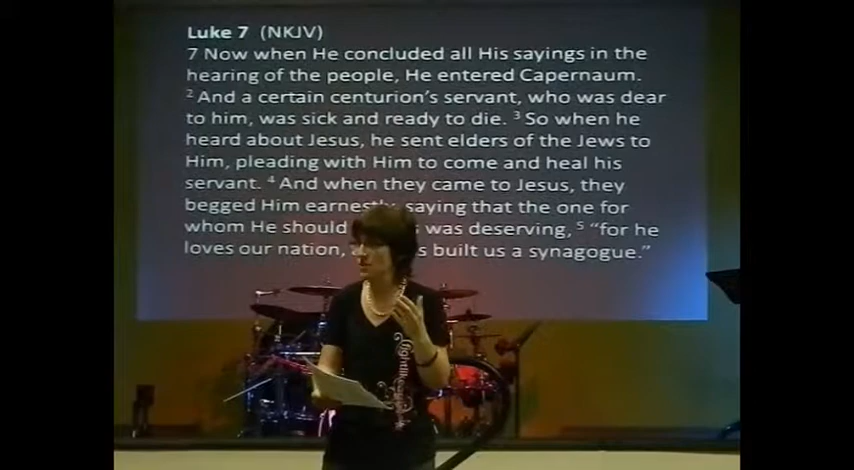 Luke 7 (NKJV)
7 Now when He concluded all His sayings in the
hearing of the people, He entered Capernaum.
2 And a certain centurion's servant, who was dear
to him, was sick and ready to die. 3 So when he
heard about Jesus, he sent elders of the Jews to
Him, pleading with Him to come and heal his
servant. 4 And when they came to Jesus, they
begged Him earnestly, saying that the one for
whom He should was deserving, 5 “for he
loves our nation, built us a synagogue.”